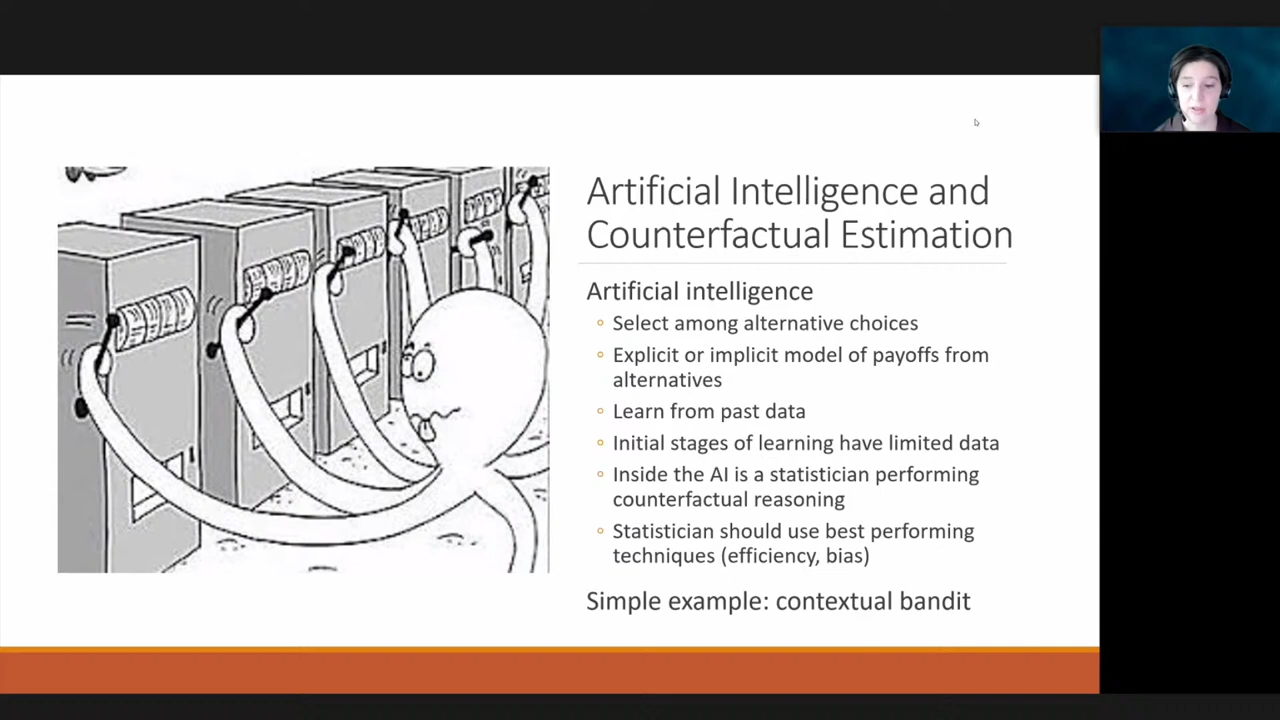 Artificial Intelligence and
Counterfactual Estimation
Artificial intelligence
◦ Select among alternative choices
◦ Explicit or implicit model of payoffs from
alternatives
◦ Learn from past data
◦ Initial stages of learning have limited data
◦ Inside the AI is a statistician performing
counterfactual reasoning
◦ Statistician should use best performing
techniques (efficiency, bias)
Simple example: contextual bandit